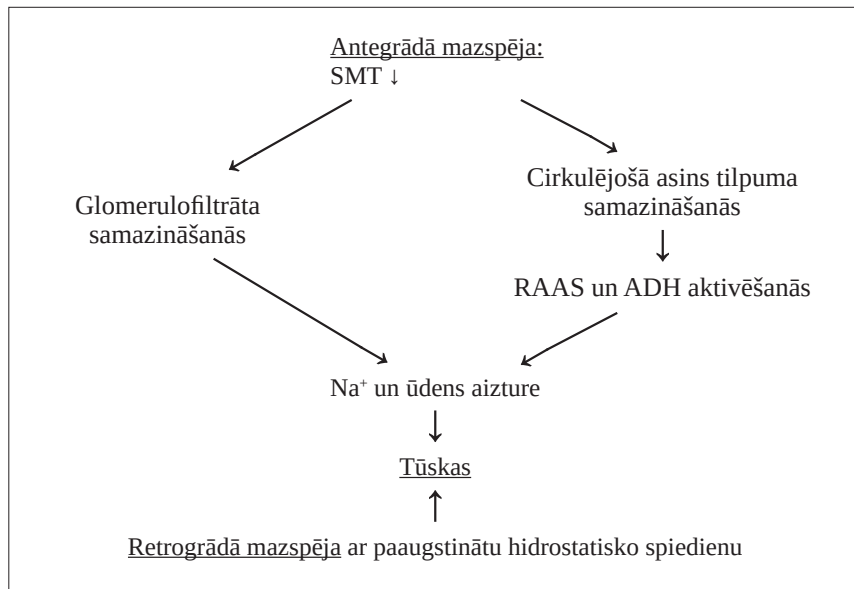 Antegrādā mazspēja:
SMT ↓
Glomerulofiltrāta
samazināšanās
Cirkulējošā asins tilpuma
samazināšanās
RAAS un ADH aktivēšanās
Na⁺ un ūdens aizture
Tūskas
Retrogrādā mazspēja ar paaugstinātu hidrostatisko spiedienu